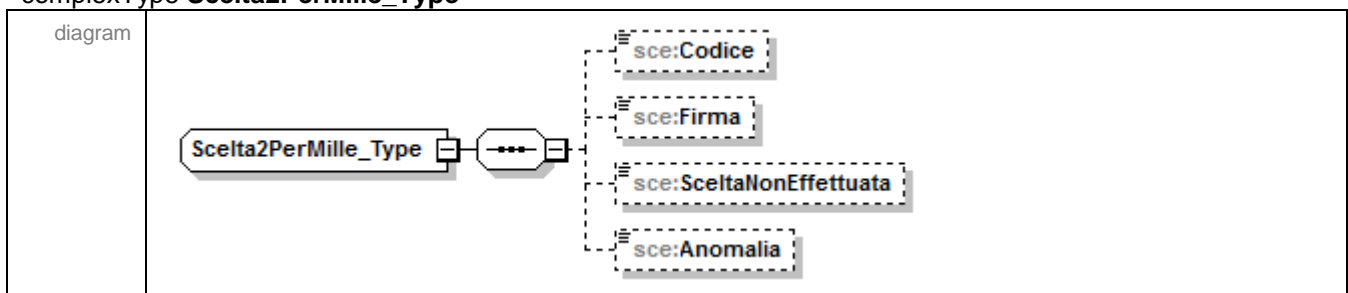 complexType Scelta2PerMille_Type
diagram
sce:Codice
sce:Firma
Scelta2PerMille_Type
sce:SceltaNonEffettuata
sce:Anomalia